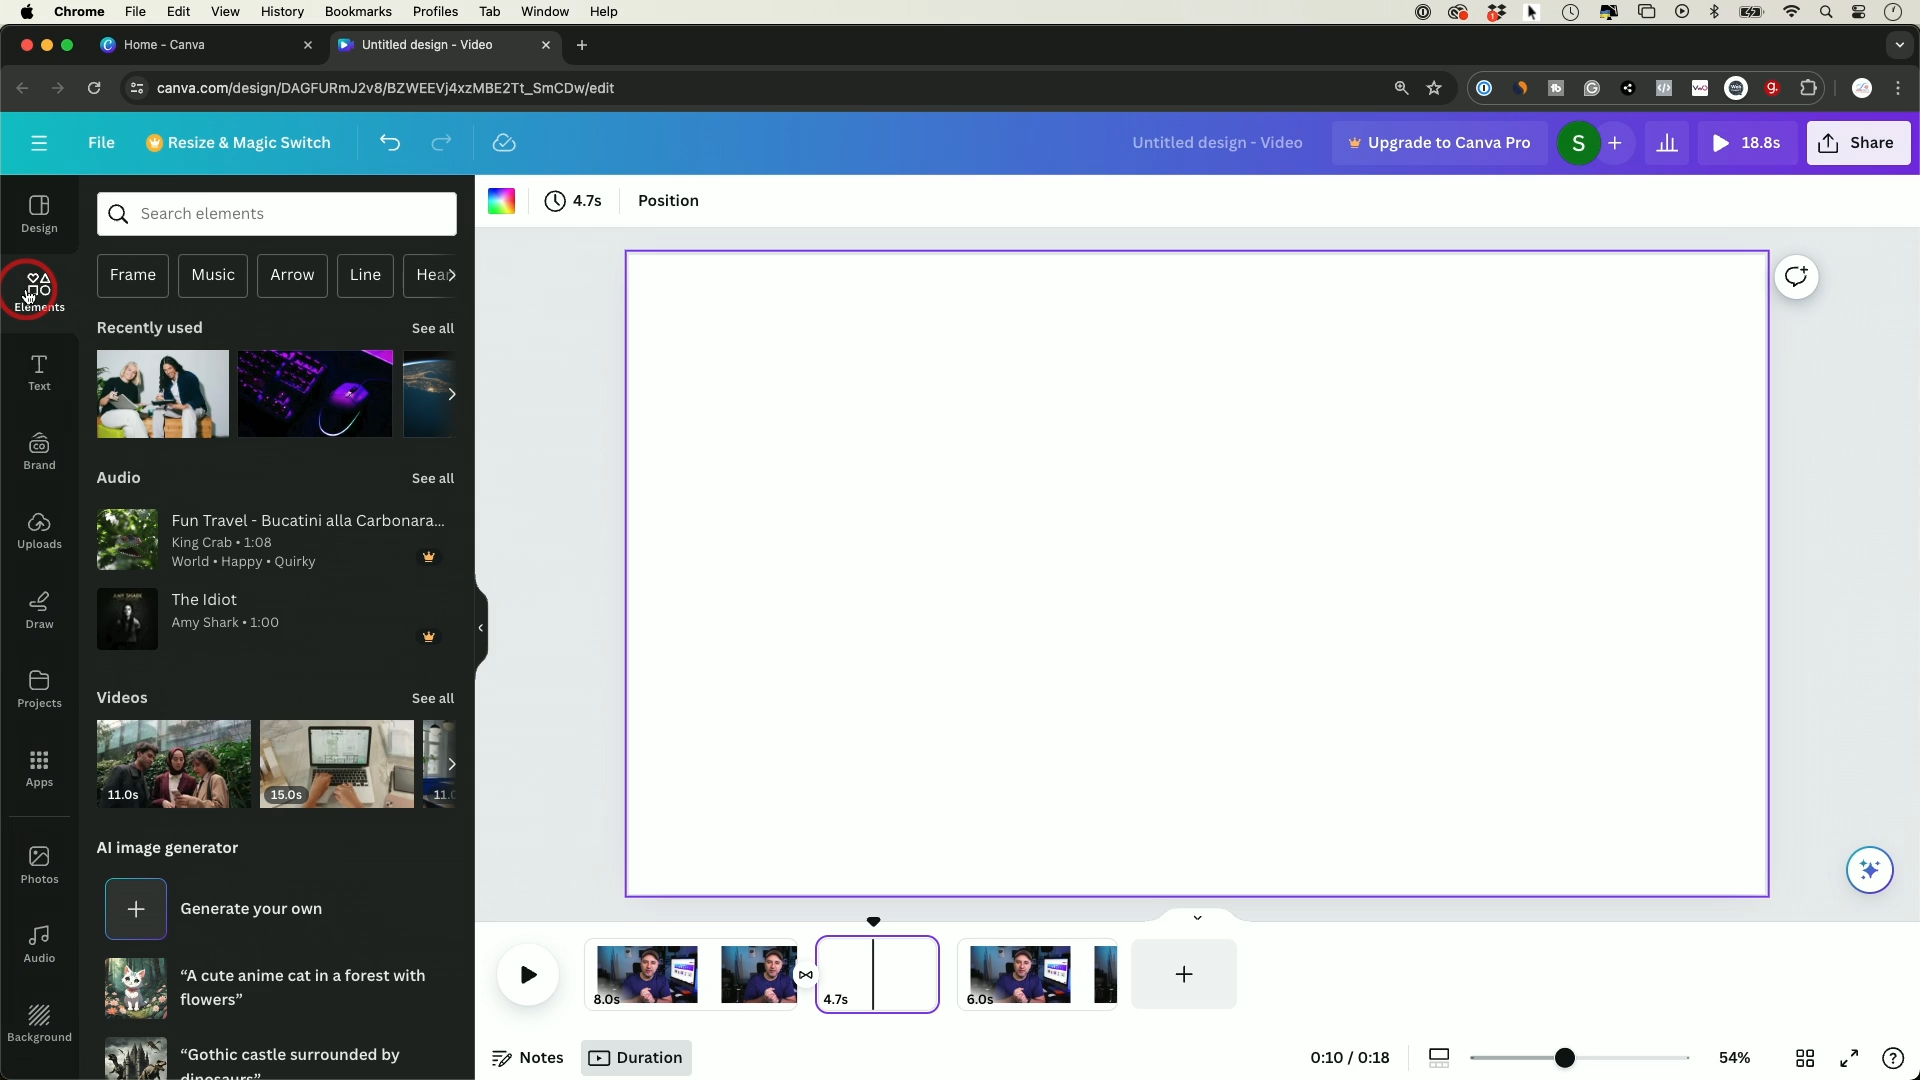 Chrome File Edit View History Bookmarks Profiles Tab Window Help
Home - Canva
Untitled design - Video
canva.com/design/DAGFURmJ2v8/BZWEEVj4xzMBE2Tt_SmCDw/edit
File
Resize & Magic Switch
Untitled design - Video
Upgrade to Canva Pro
S
18.8s
Share
Design
Elements
Text
Brand
Uploads
Draw
Projects
Apps
Photos
Audio
Background
Search elements
Frame
Music
Arrow
Line
Recently used
See all
Audio
See all
Fun Travel - Bucatini alla Carbonara...
King Crab • 1:08
World • Happy • Quirky
The Idiot
Amy Shark • 1:00
Videos
See all
11.0s
15.0s
AI image generator
Generate your own
“A cute anime cat in a forest with
flowers”
“Gothic castle surrounded by
dinosaurs”
4.7s
Position
8.0s
4.7s
6.0s
Notes
Duration
0:10 / 0:18
54%